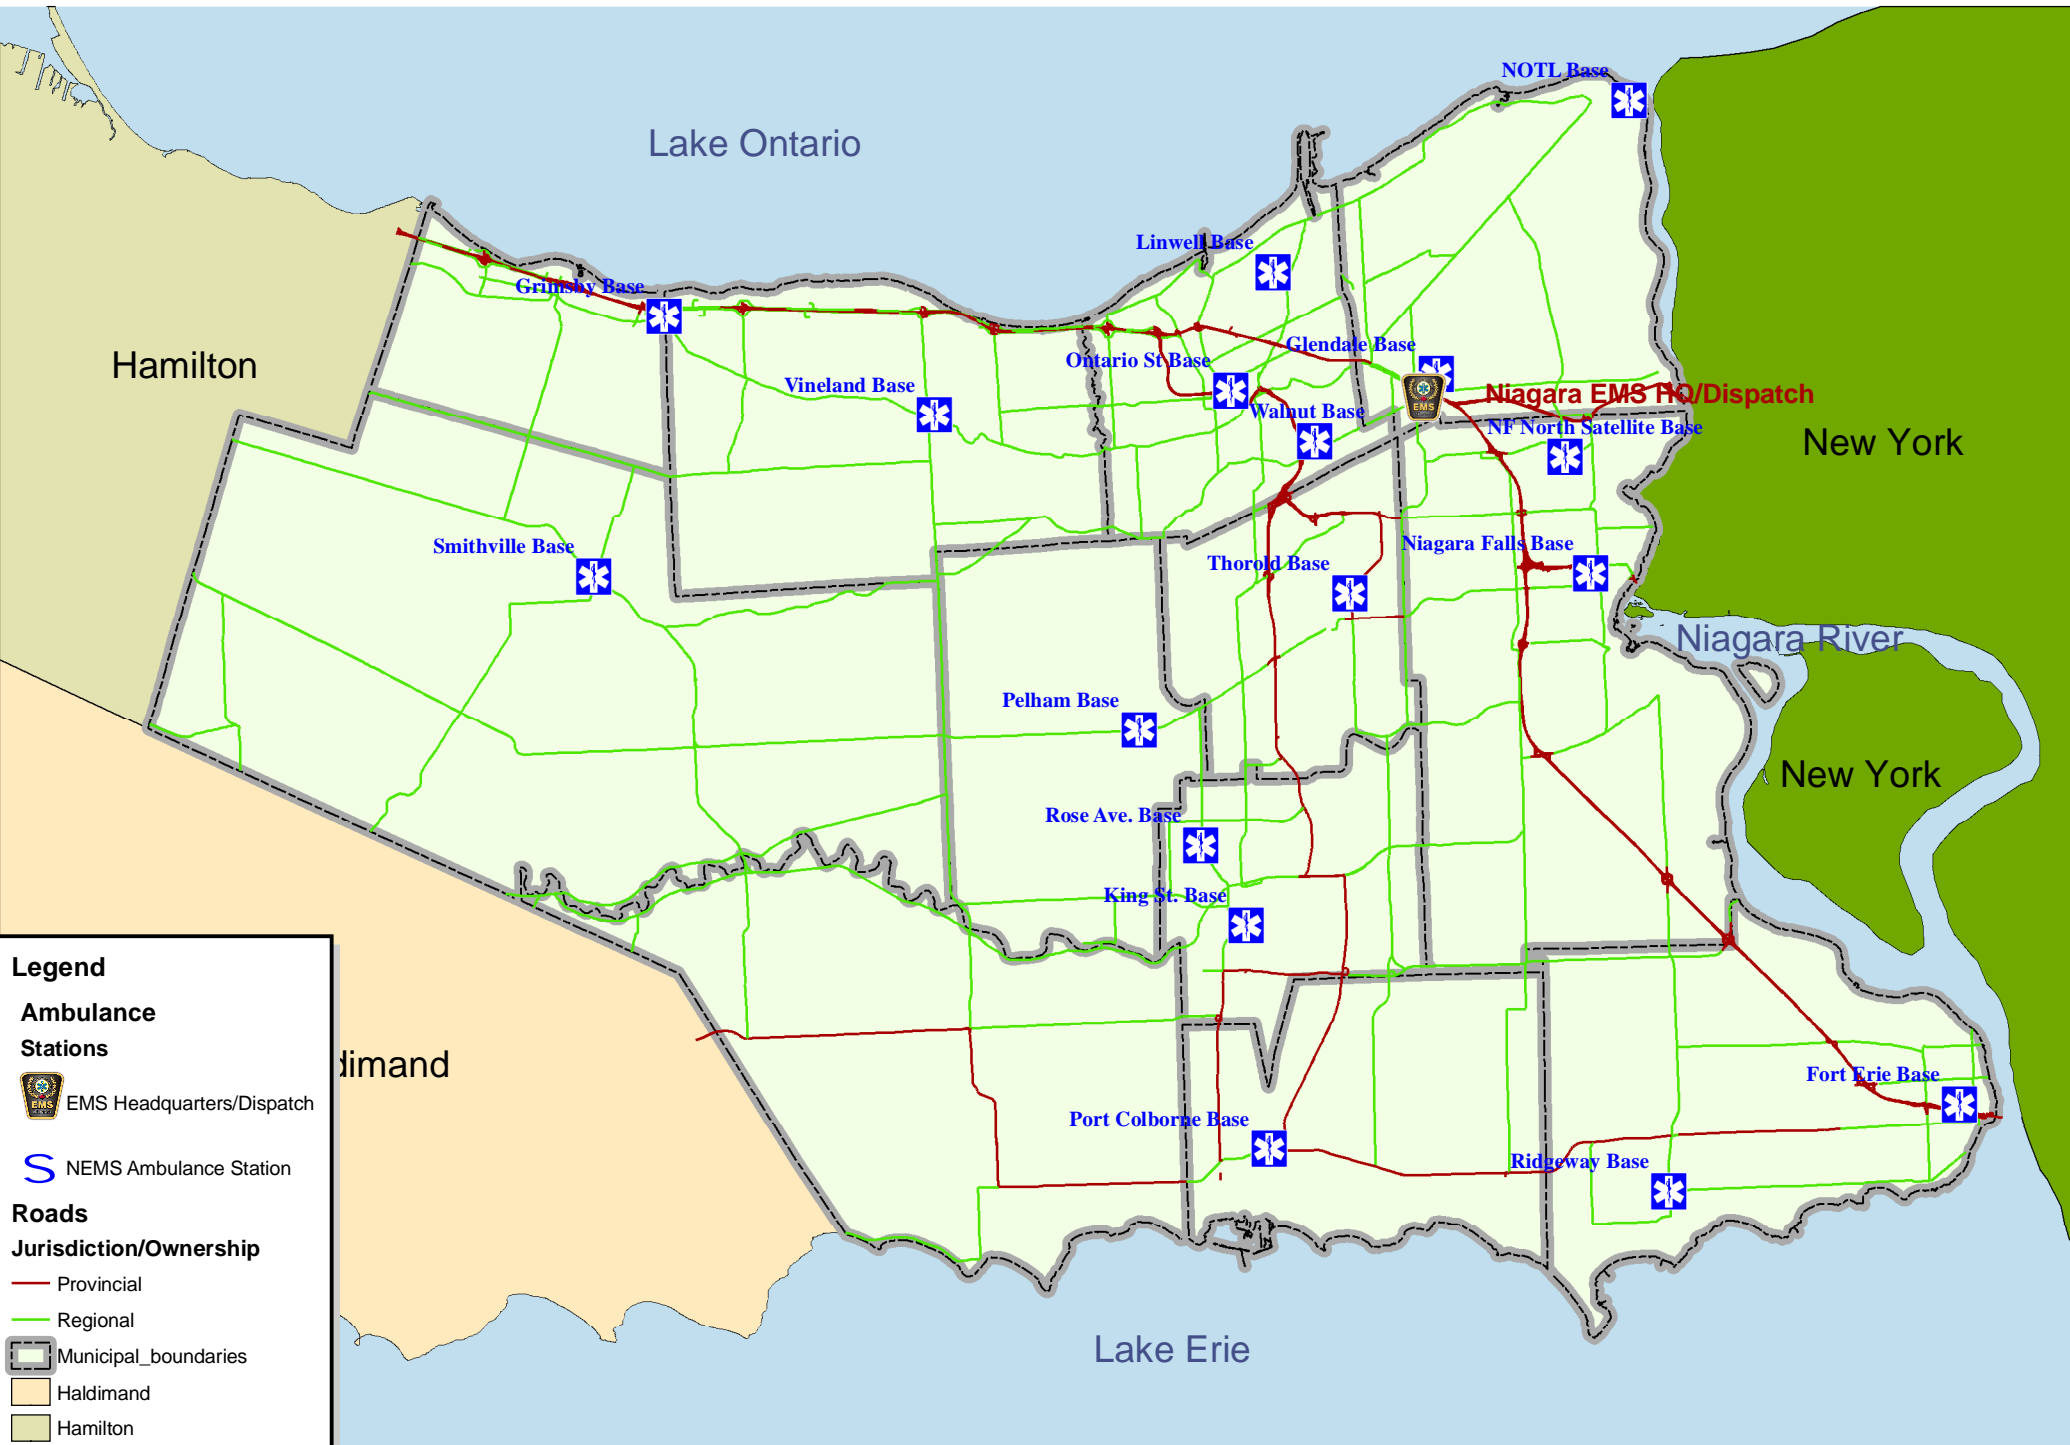 NOTL Base
Lake Ontario
Linwell Base
Grimsby Base
Hamilton
Glendale Base
Ontario St Base
Vineland Base
Niagara EMS HQ/Dispatch
Walnut Base
NF North Satellite Base
New York
Smithville Base
Niagara Falls Base
Thorold Base
Niagara River
Pelham Base
New York
Rose Ave. Base
King St. Base
dimand
Fort Erie Base
Port Colborne Base
Ridgeway Base
Lake Erie
Legend
Ambulance
Stations
EMS
EMS Headquarters/Dispatch
S NEMS Ambulance Station
Roads
Jurisdiction/Ownership
Provincial
Regional
Municipal_boundaries
Haldimand
Hamilton
EMS